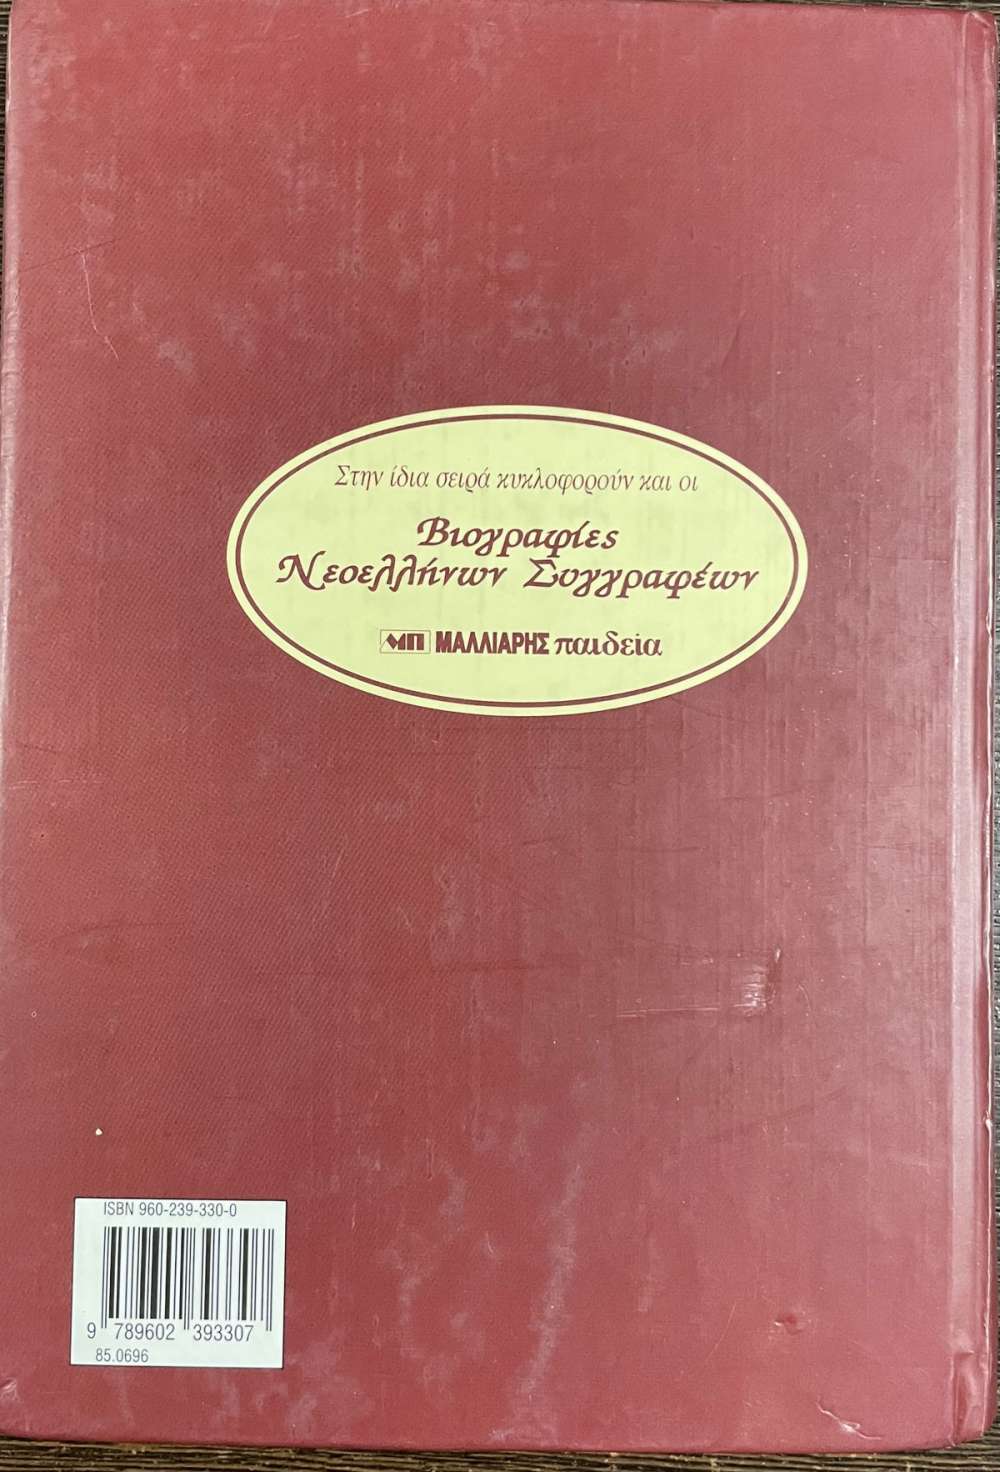 Στην ίδια σειρά κυκλοφορούν και οι
Βιογραφίες
Νεοελλήνων Συγγραφέων
ΜΠ ΜΑΛΛΙΑΡΗΣ παιδεία
ISBN 960-239-330-0
9 789602 393307
85.0696